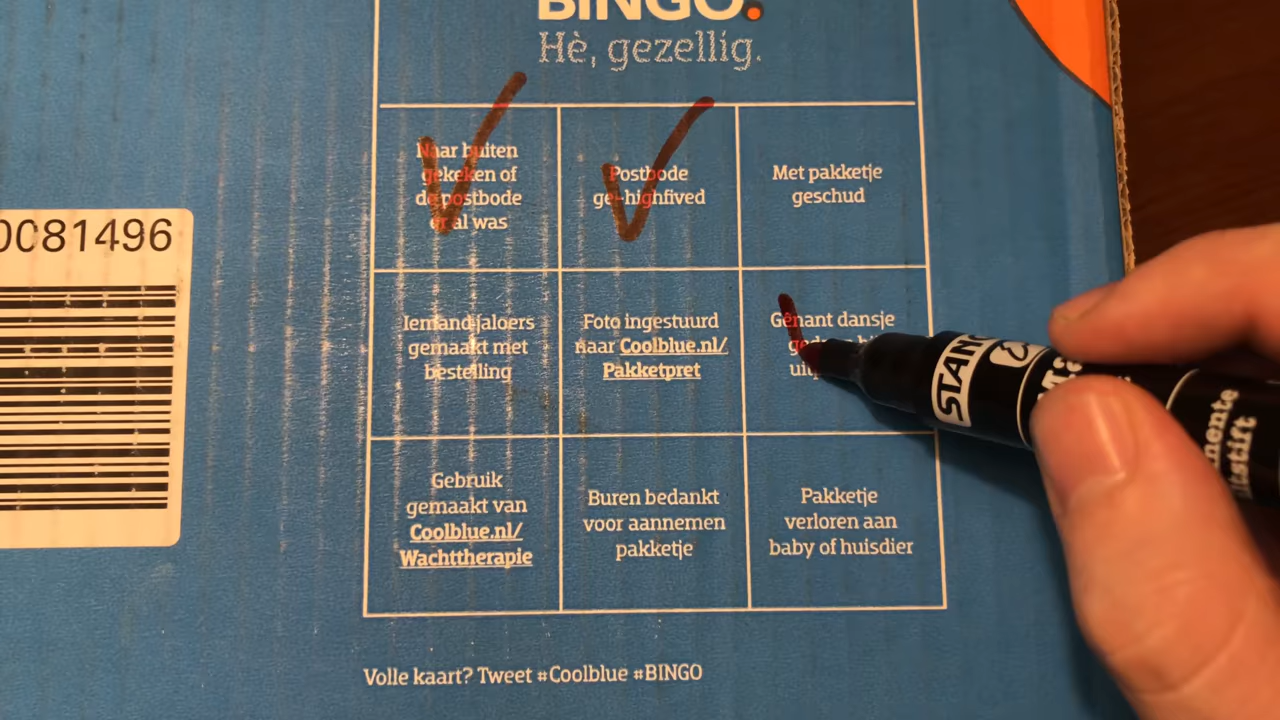 BINGO.
Hè, gezellig.
Naar buiten
gekeken of
de postbode
er al was
Postbode
ge-highfived
Met pakketje
geschud
0081496
Iemand jaloers
gemaakt met
bestelling
Foto ingestuurd
naar Coolblue.nl/
Pakketpret
Gênant dansje
STAN
Gebruik
gemaakt van
Coolblue.nl/
Wachttherapie
Buren bedankt
voor aannemen
pakketje
Pakketje
verloren aan
baby of huisdier
Volle kaart? Tweet #Coolblue #BINGO